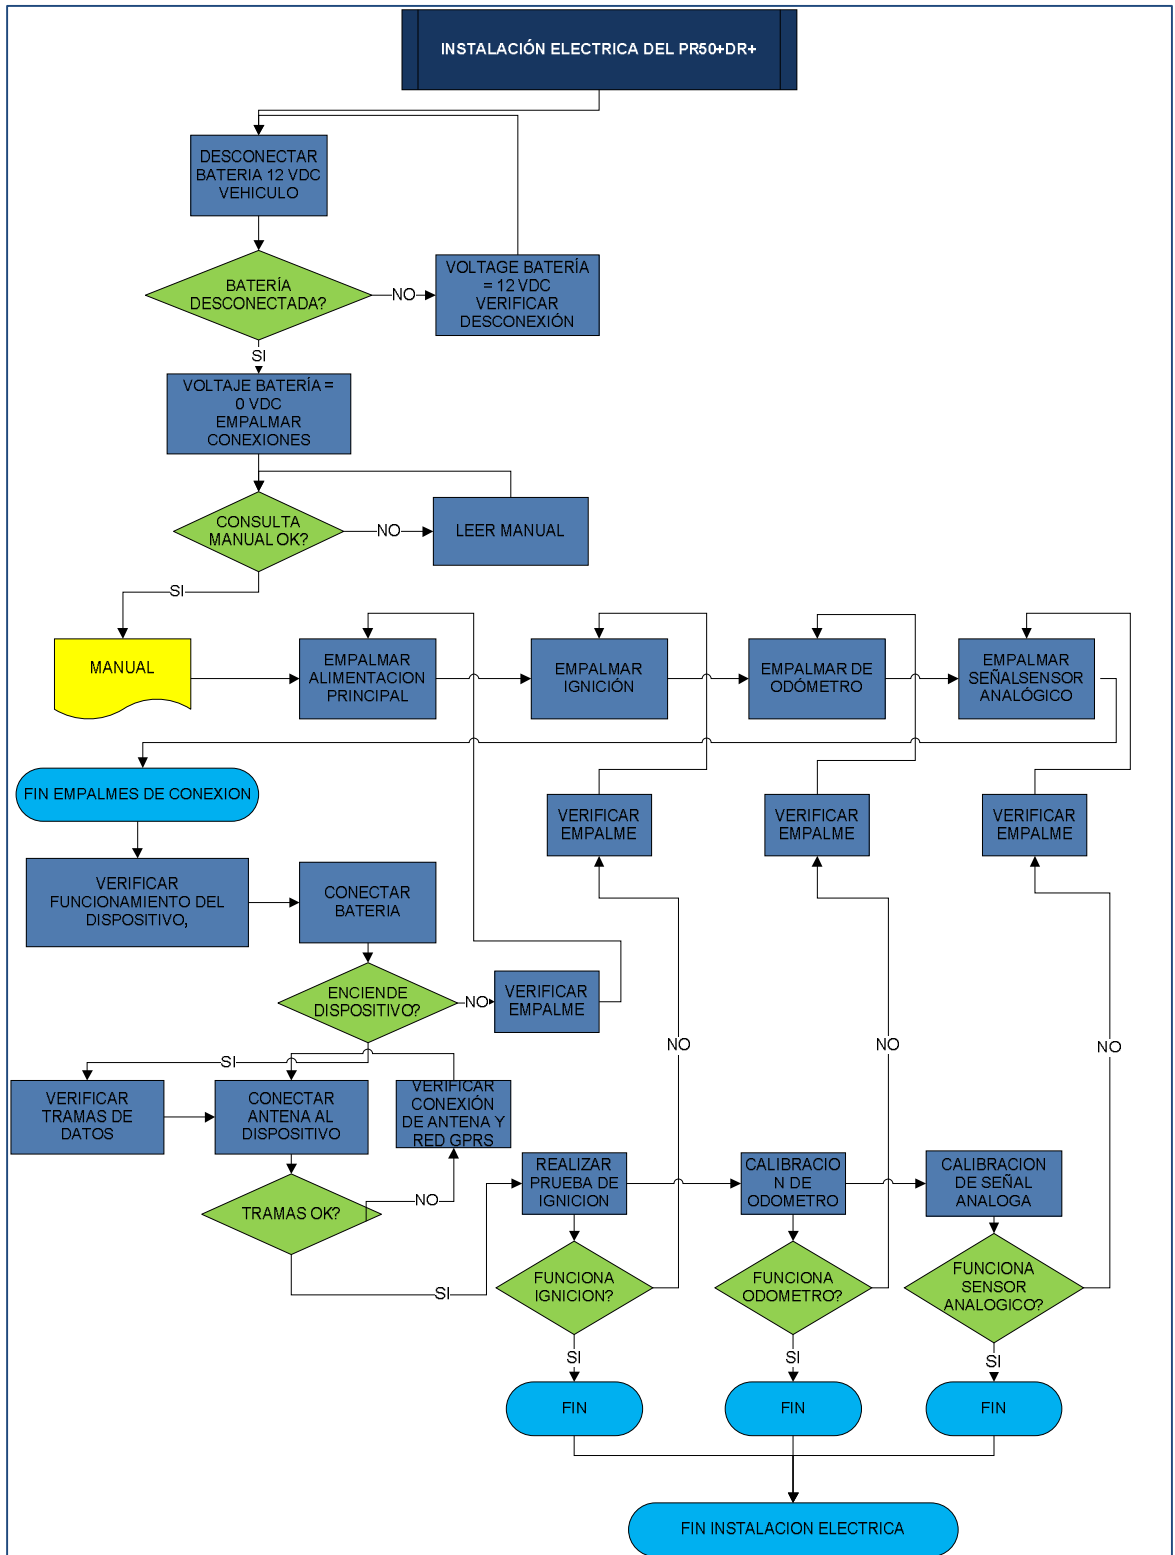 INSTALACIÓN ELECTRICA DEL PR50+DR+
DESCONECTAR
BATERIA 12 VDC
VEHICULO
BATERÍA
DESCONECTADA?
NO
VOLTAGE BATERÍA
= 12 VDC
VERIFICAR
DESCONEXIÓN
SI
VOLTAJE BATERÍA =
0 VDC
EMPALMAR
CONEXIONES
CONSULTA
MANUAL OK?
NO
LEER MANUAL
SI
MANUAL
EMPALMAR
ALIMENTACION
PRINCIPAL
EMPALMAR
IGNICIÓN
EMPALMAR DE
ODÓMETRO
EMPALMAR
SEÑALSENSOR
ANALÓGICO
FIN EMPALMES DE CONEXION
VERIFICAR
EMPALME
VERIFICAR
EMPALME
VERIFICAR
EMPALME
VERIFICAR
FUNCIONAMIENTO DEL
DISPOSITIVO,
CONECTAR
BATERIA
ENCIENDE
DISPOSITIVO?
NO
VERIFICAR
EMPALME
NO
NO
NO
SI
VERIFICAR
TRAMAS DE
DATOS
CONECTAR
ANTENA AL
DISPOSITIVO
VERIFICAR
CONEXIÓN
DE ANTENA Y
RED GPRS
TRAMAS OK?
NO
SI
REALIZAR
PRUEBA DE
IGNICION
CALIBRACIO
N DE
ODOMETRO
CALIBRACION
DE SEÑAL
ANALOGA
FUNCIONA
IGNICION?
FUNCIONA
ODOMETRO?
FUNCIONA
SENSOR
ANALOGICO?
SI
SI
SI
FIN
FIN
FIN
FIN INSTALACION ELECTRICA